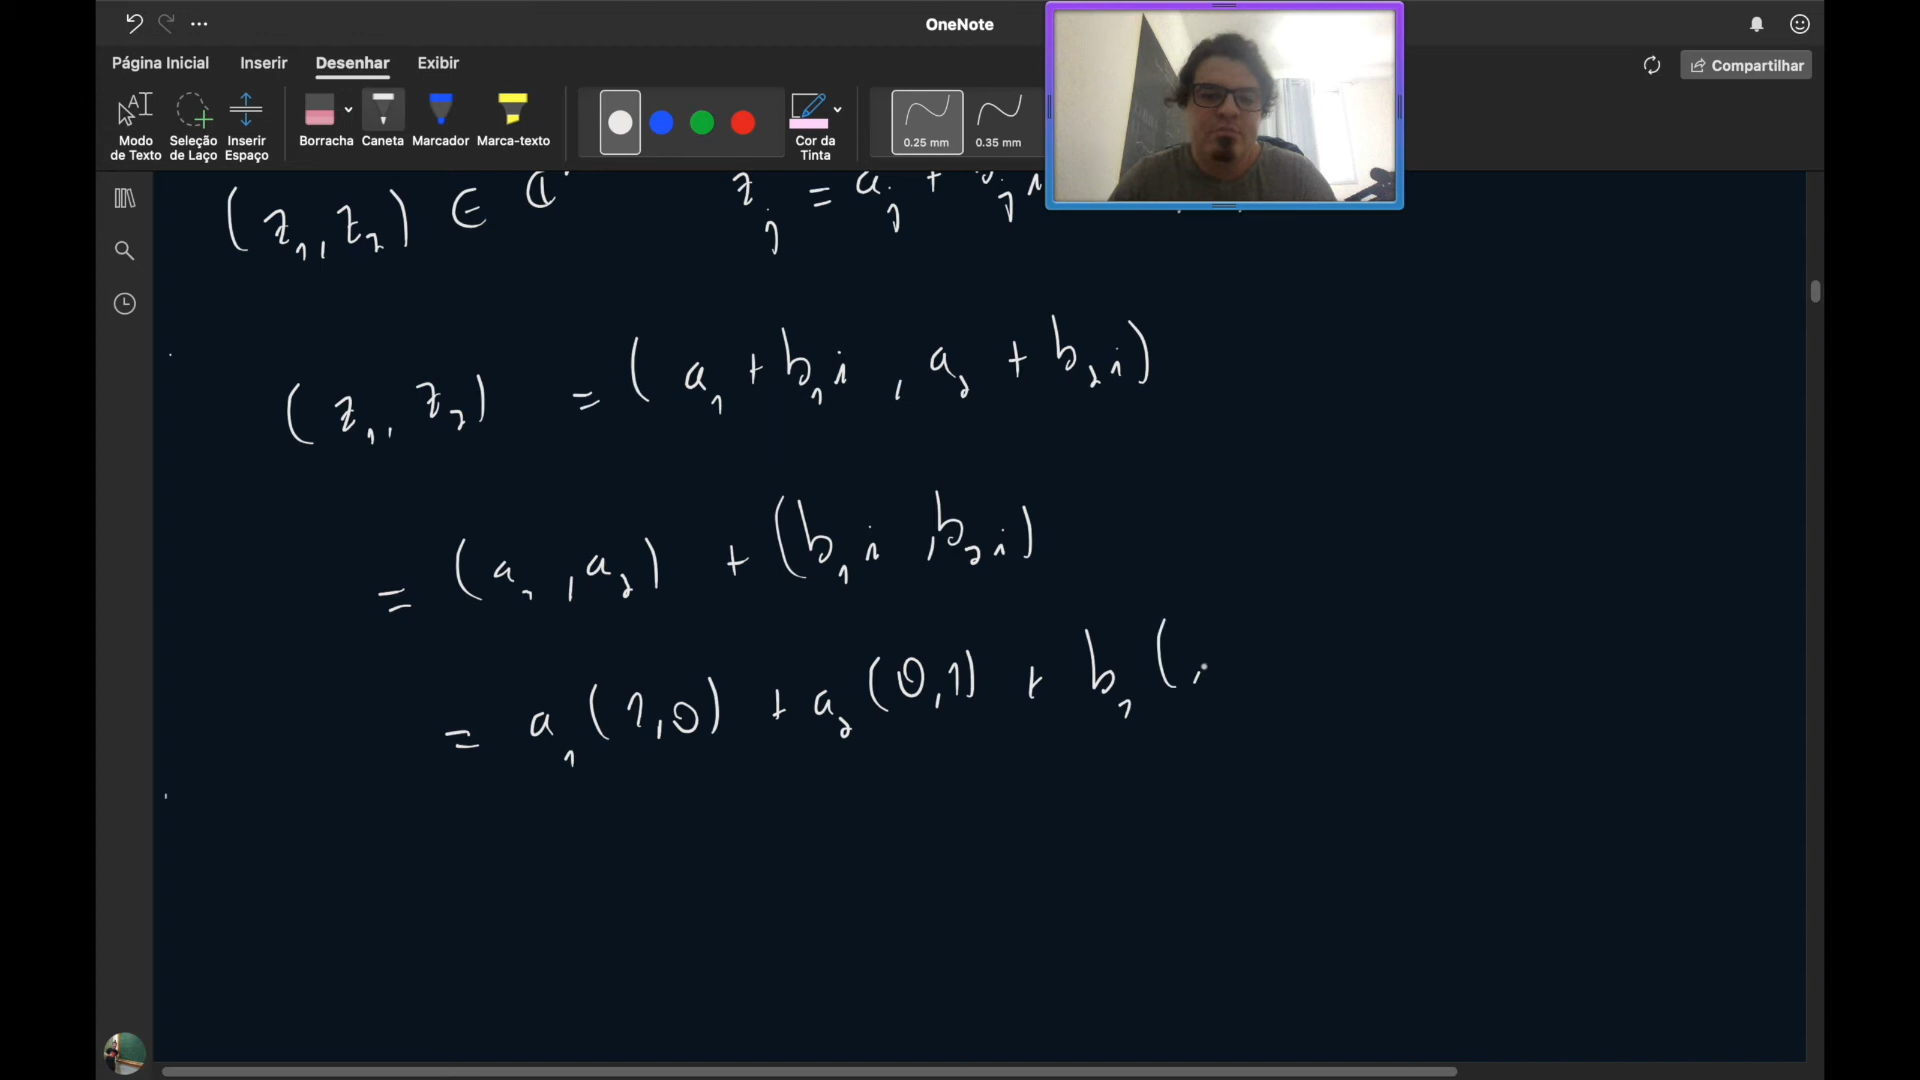 OneNote
Página Inicial Inserir Desenhar Exibir
Compartilhar
Modo de Texto
Seleção de Laço
Inserir Espaço
Borracha
Caneta
Marcador
Marca-texto
Cor da Tinta
0.25 mm
0.35 mm
(z₁, z₂) ∈ ℂ z_j = a_j +
(z₁, z₂) = (a₁ + b₁i, a₂ + b₂i)
= (a₁, a₂) + (b₁i, b₂i)
= a₁(1,0) + a₂(0,1) + b₁(